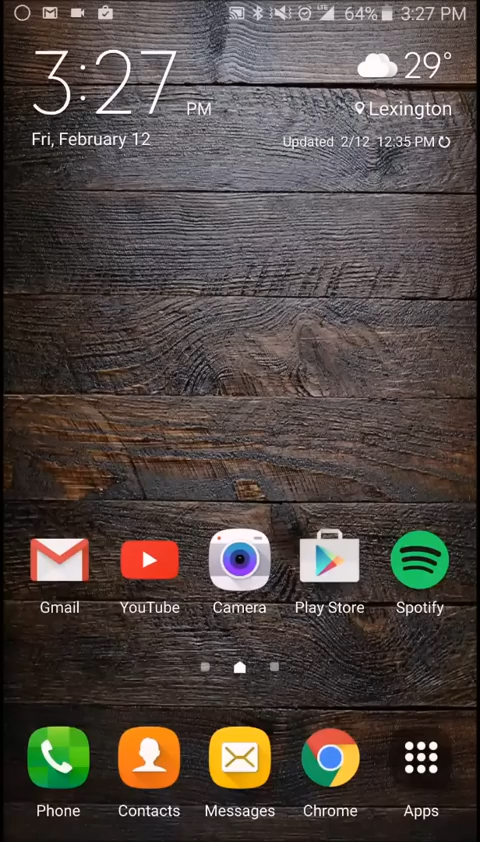 LTE 64% 3:27 PM
3:27 PM
29°
Lexington
Fri, February 12
Updated 2/12 12:35 PM
Gmail YouTube Camera Play Store Spotify
Phone Contacts Messages Chrome Apps